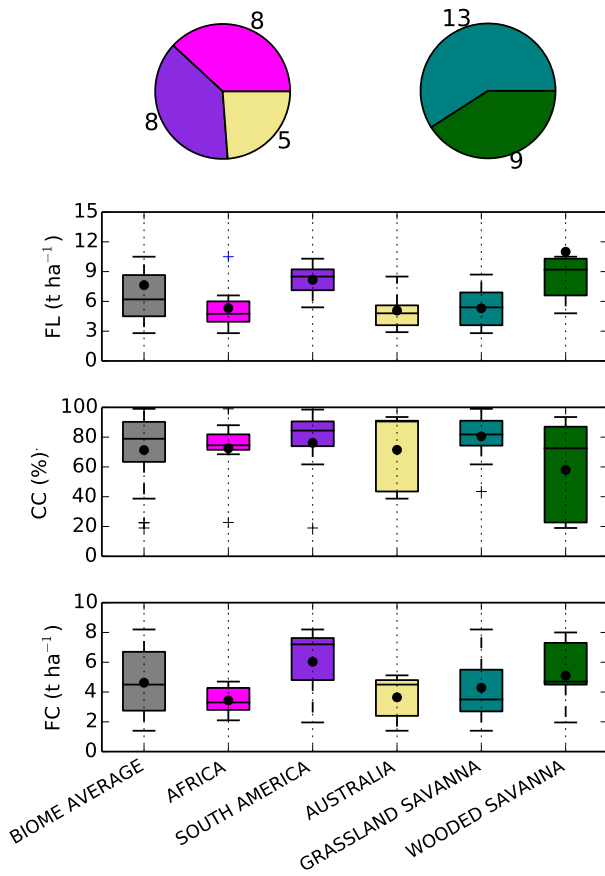 8
13
8
5
9
15
12
9
6
3
0
FL (t ha⁻¹)
100
80
60
40
20
0
CC (%)
10
8
6
4
2
0
FC (t ha⁻¹)
BIOME AVERAGE
AFRICA
SOUTH AMERICA
AUSTRALIA
GRASSLAND SAVANNA
WOODED SAVANNA